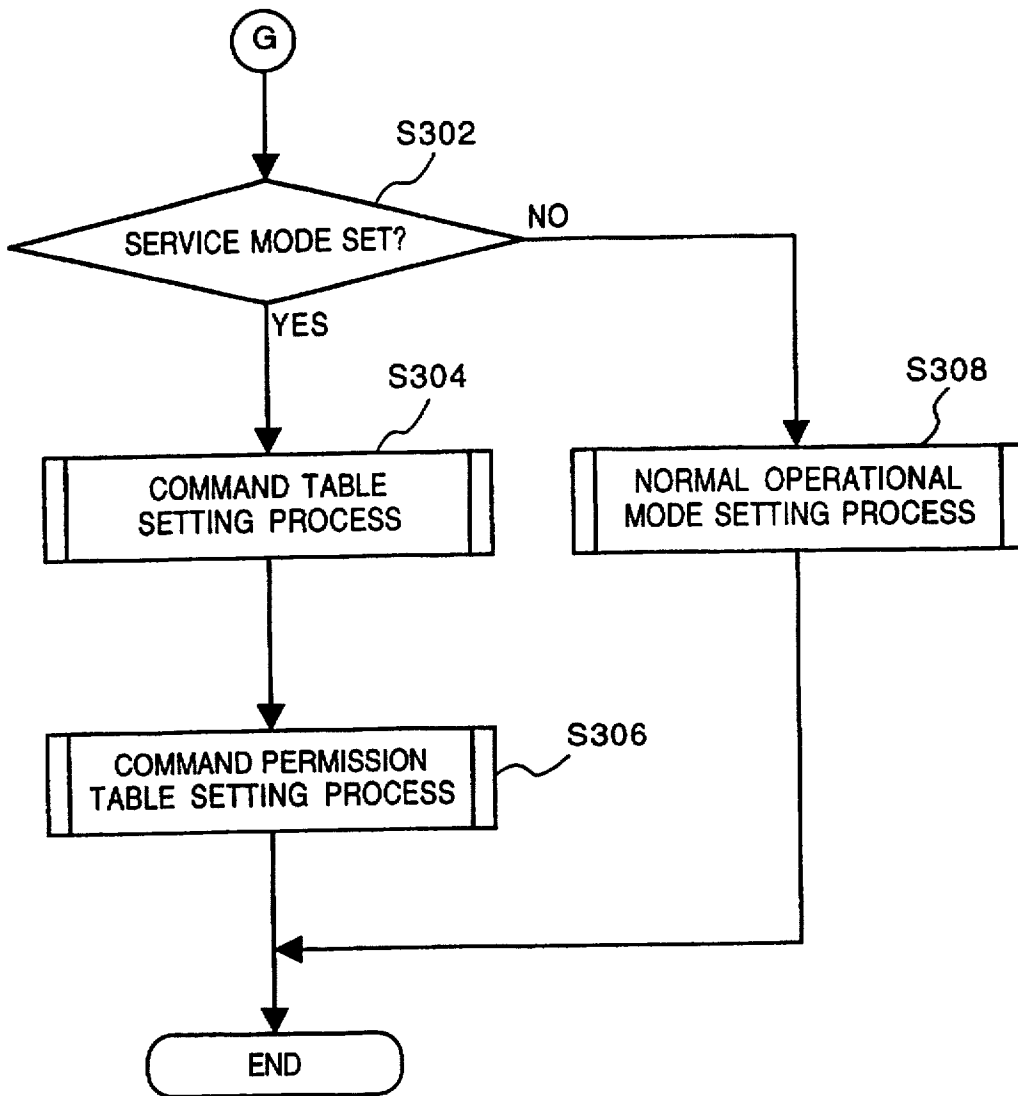 G
S302
SERVICE MODE SET?
NO
YES
S304
S308
COMMAND TABLE
SETTING PROCESS
NORMAL OPERATIONAL
MODE SETTING PROCESS
S306
COMMAND PERMISSION
TABLE SETTING PROCESS
END